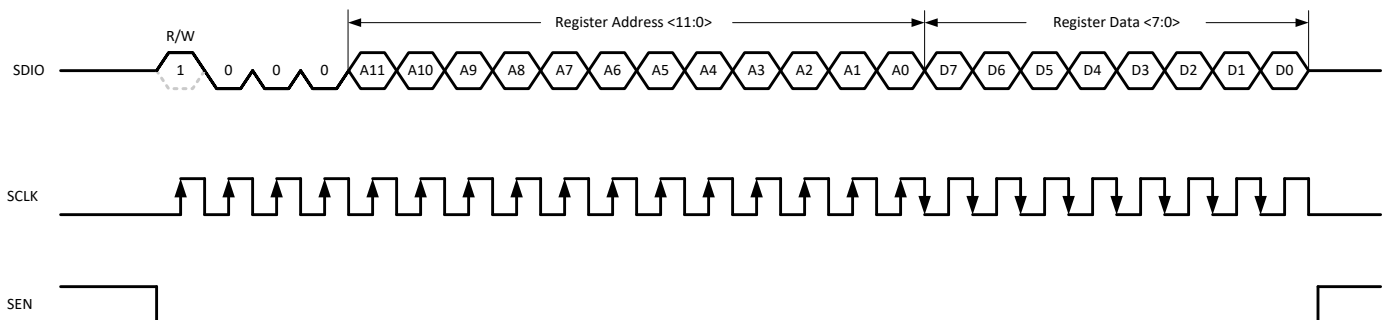 Register Address <11:0> Register Data <7:0>
R/W
SDIO 1 0 0 0 A11 A10 A9 A8 A7 A6 A5 A4 A3 A2 A1 A0 D7 D6 D5 D4 D3 D2 D1 D0
SCLK
SEN